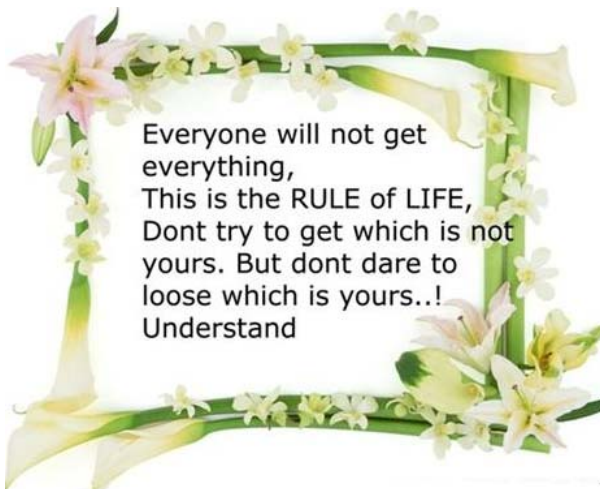 Everyone will not get
everything,
This is the RULE of LIFE,
Dont try to get which is not
yours. But dont dare to
loose which is yours..!
Understand